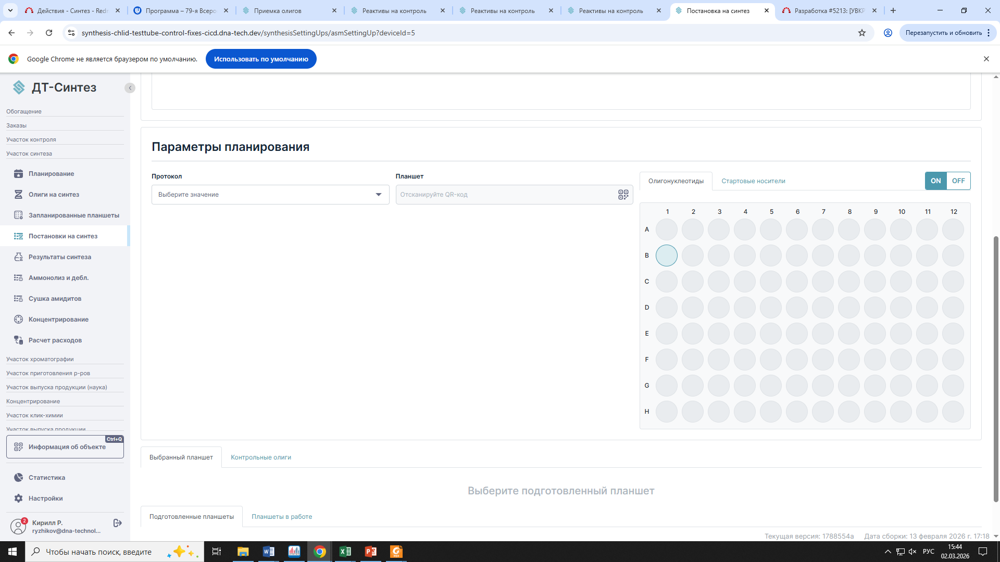 Действия - Синтез - Redm
Программа – 79-я Всеро
Приемка олигов
Реактивы на контроль
Реактивы на контроль
Реактивы на контроль
Постановка на синтез
Разработка #5213: [УВКР
synthesis-chlid-testtube-control-fixes-cicd.dna-tech.dev/synthesisSettingUps/asmSettingUp?deviceId=5
Перезапустить и обновить
Google Chrome не является браузером по умолчанию.
Использовать по умолчанию
ДТ-Синтез
Обогащение
Заказы
Участок контроля
Участок синтеза
Планирование
Олиги на синтез
Запланированные планшеты
Постановки на синтез
Результаты синтеза
Аммонолиз и дебл.
Сушка амидитов
Концентрирование
Расчет расходов
Участок хроматографии
Участок приготовления р-ров
Участок выпуска продукции (наука)
Концентрирование
Участок клик-химии
Участок выпуска продукции
Ctrl+Q
Информация об объекте
Статистика
Настройки
2
Кирилл Р.
ryzhikov@dna-technol...
Параметры планирования
Протокол
Выберите значение
Планшет
Отсканируйте QR-код
Олигонуклеотиды
Стартовые носители
ON OFF
1 2 3 4 5 6 7 8 9 10 11 12
A
B
C
D
E
F
G
H
Выбранный планшет
Контрольные олиги
Выберите подготовленный планшет
Подготовленные планшеты
Планшеты в работе
Текущая версия: 1788554a Дата сборки: 13 февраля 2026 г. 17:18
Чтобы начать поиск, введите
РУС
15:44
02.03.2026